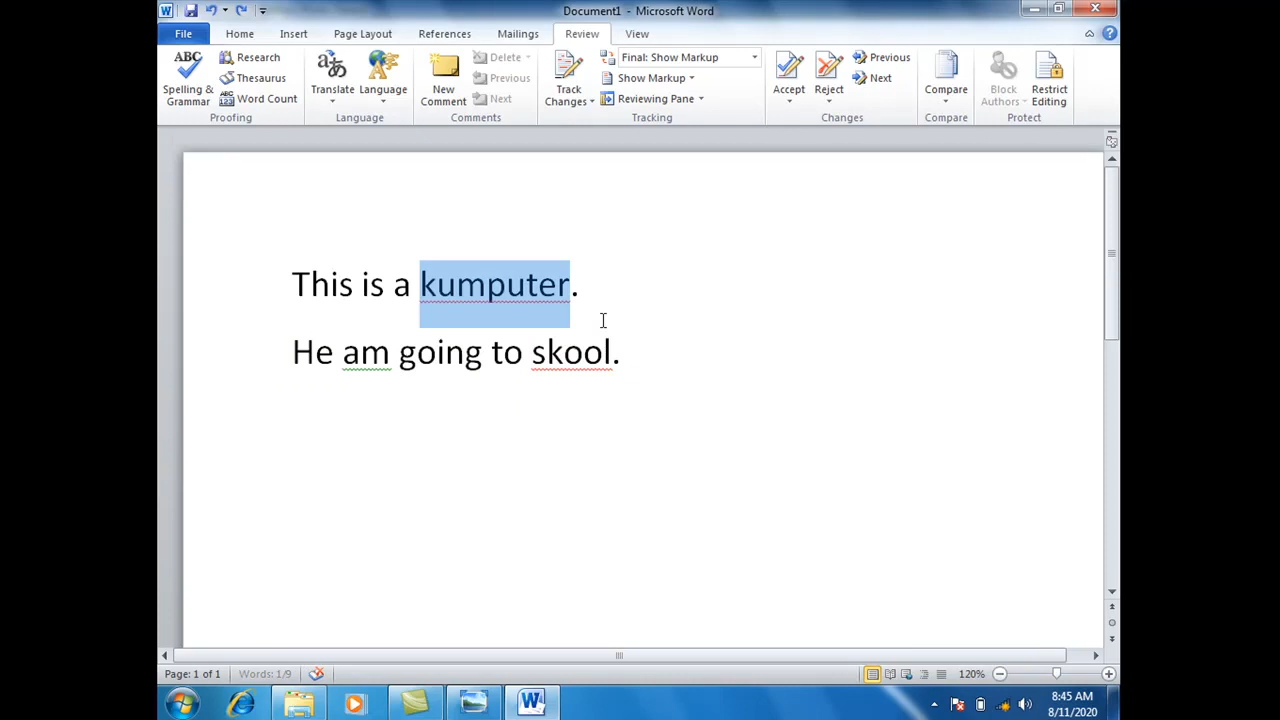 Document1 - Microsoft Word
File Home Insert Page Layout References Mailings Review View
ABC
Spelling & Grammar
Research
Thesaurus
ABC 123 Word Count
Proofing
Translate
Language
Language
New Comment
Delete
Previous
Next
Comments
Track Changes
Final: Show Markup
Show Markup
Reviewing Pane
Tracking
Accept
Reject
Previous
Next
Changes
Compare
Compare
Block Authors
Restrict Editing
Protect
This is a kumputer.
He am going to skool.
Page: 1 of 1 Words: 1/9 120%
8:45 AM
8/11/2020